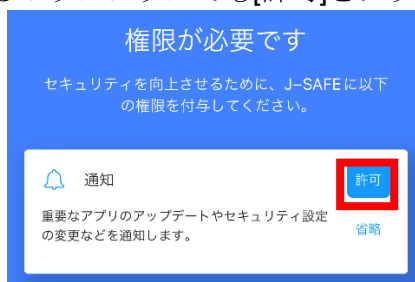 権限が必要です
セキュリティを向上させるために、J-SAFEに以下
の権限を付与してください。
通知
許可
重要なアプリのアップデートやセキュリティ設定
の変更などを通知します。
省略